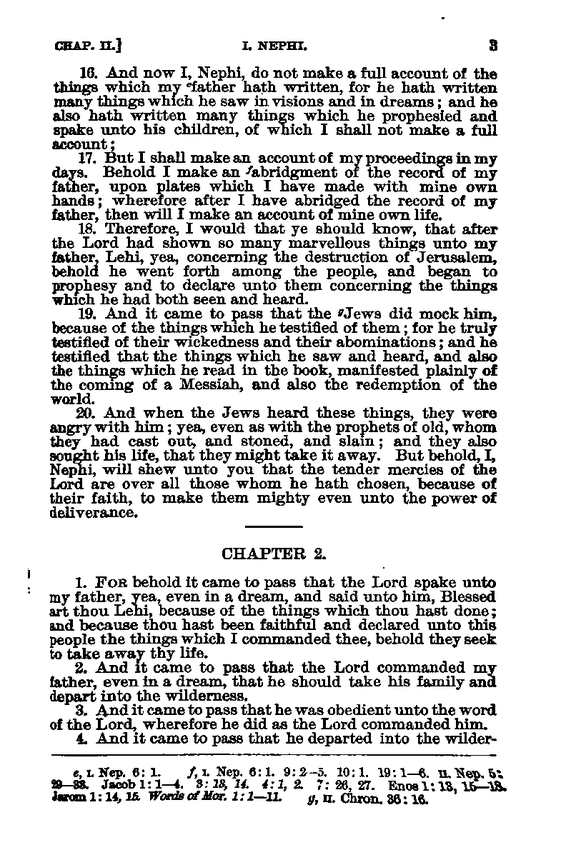 CHAP. II.] I. NEPHI. 3
16. And now I, Nephi, do not make a full account of the
things which my ᵉfather hath written, for he hath written
many things which he saw in visions and in dreams; and he
also hath written many things which he prophesied and
spake unto his children, of which I shall not make a full
account;
17. But I shall make an account of my proceedings in my
days. Behold I make an ᶠabridgment of the record of my
father, upon plates which I have made with mine own
hands; wherefore after I have abridged the record of my
father, then will I make an account of mine own life.
18. Therefore, I would that ye should know, that after
the Lord had shown so many marvellous things unto my
father, Lehi, yea, concerning the destruction of Jerusalem,
behold he went forth among the people, and began to
prophesy and to declare unto them concerning the things
which he had both seen and heard.
19. And it came to pass that the ᵍJews did mock him,
because of the things which he testified of them; for he truly
testified of their wickedness and their abominations; and he
testified that the things which he saw and heard, and also
the things which he read in the book, manifested plainly of
the coming of a Messiah, and also the redemption of the
world.
20. And when the Jews heard these things, they were
angry with him; yea, even as with the prophets of old, whom
they had cast out, and stoned, and slain; and they also
sought his life, that they might take it away. But behold, I,
Nephi, will shew unto you that the tender mercies of the
Lord are over all those whom he hath chosen, because of
their faith, to make them mighty even unto the power of
deliverance.
CHAPTER 2.
1. FOR behold it came to pass that the Lord spake unto
my father, yea, even in a dream, and said unto him, Blessed
art thou Lehi, because of the things which thou hast done;
and because thou hast been faithful and declared unto this
people the things which I commanded thee, behold they seek
to take away thy life.
2. And it came to pass that the Lord commanded my
father, even in a dream, that he should take his family and
depart into the wilderness.
3. And it came to pass that he was obedient unto the word
of the Lord, wherefore he did as the Lord commanded him.
4. And it came to pass that he departed into the wilder-
e, I. Nep. 6:1. f, I. Nep. 6:1. 9:2—5. 10:1. 19:1—6. II. Nep. 5:
29—33. Jacob 1:1—4. 3:13, 14. 4:1, 2. 7:26, 27. Enos 1:13, 15—18.
Jarom 1:14, 15. Words of Mor. 1:1—11. g, II. Chron. 36:16.